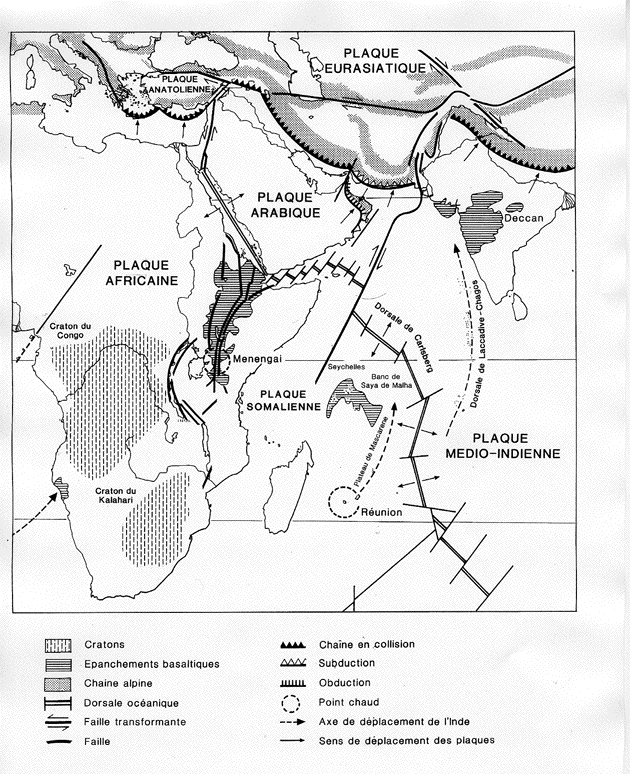 PLAQUE
EURASIATIQUE
PLAQUE
ANATOLIENNE
PLAQUE
ARABIQUE
Deccan
PLAQUE
AFRICAINE
Craton du
Congo
Menengai
Dorsale de Carlsberg
Dorsale de Laccadive-Chagos
Seychelles
Banc de
Saya de Malha
PLAQUE
SOMALIENNE
Plateau de Mascarene
PLAQUE
MEDIO-INDIENNE
Craton du
Kalahari
Réunion
Cratons
Epanchements basaltiques
Chaine alpine
Dorsale océanique
Faille transformante
Faille
Chaîne en collision
Subduction
Obduction
Point chaud
Axe de déplacement de l'Inde
Sens de déplacement des plaques